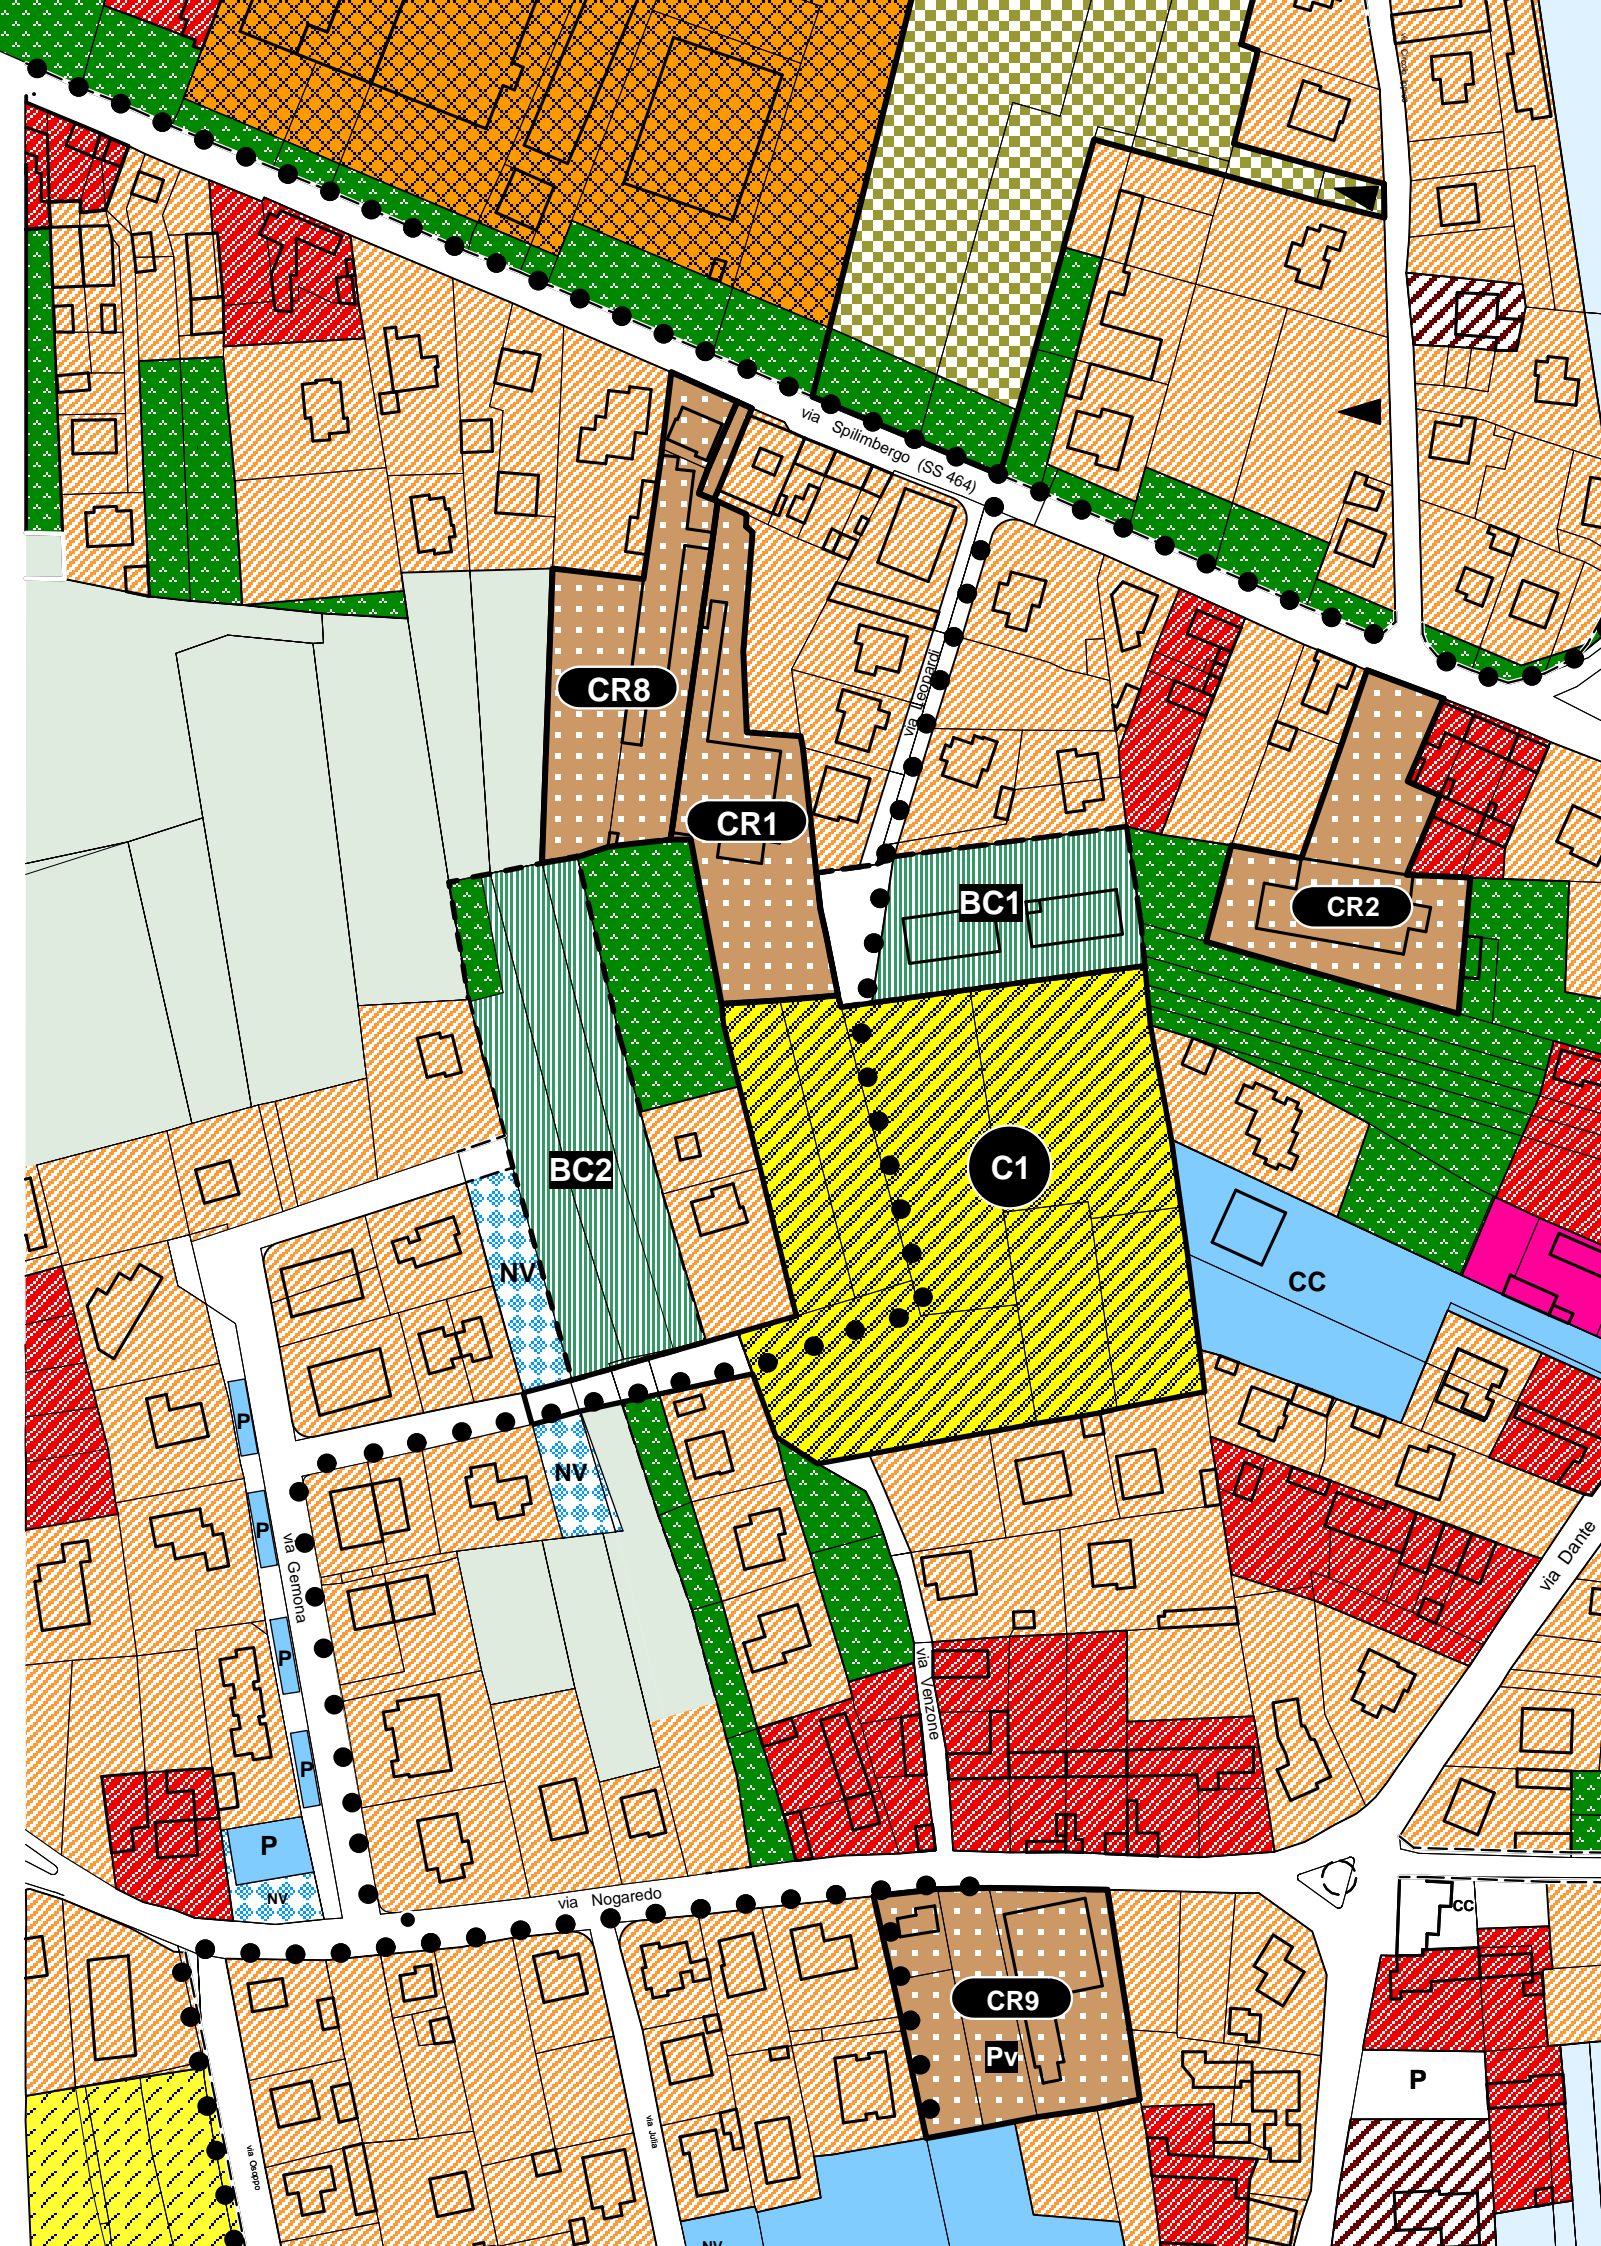 via Spilimbergo (SS 464)
via Leopardi
CR8
CR1
BC1
CR2
C1
BC2
NV
CC
P
NV
P
via Gemona
via Dante
P
via Venzone
P
P
NV
via Nogaredo
CC
CR9
Pv
P
via Julia
via Osoppo
NV